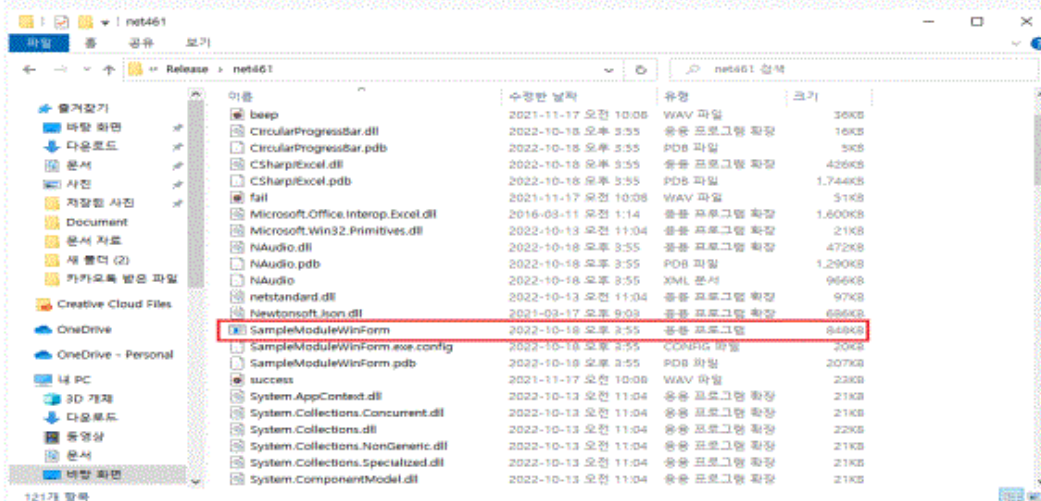 net461
파일 홈 공유 보기
Release > net461
net461 검색
즐겨찾기
바탕 화면
다운로드
문서
사진
저장된 사진
Document
문서 자료
새 폴더 (2)
카카오톡 받은 파일
Creative Cloud Files
OneDrive
OneDrive - Personal
내 PC
3D 개체
다운로드
동영상
문서
바탕 화면
이름 수정한 날짜 유형 크기
beep 2021-11-17 오전 10:08 WAV 파일 36KB
CircularProgressBar.dll 2022-10-18 오후 3:55 응용 프로그램 확장 16KB
CircularProgressBar.pdb 2022-10-18 오후 3:55 PDB 파일 5KB
CSharpExcel.dll 2022-10-18 오후 3:55 응용 프로그램 확장 426KB
CSharpExcel.pdb 2022-10-18 오후 3:55 PDB 파일 1,744KB
fail 2021-11-17 오전 10:08 WAV 파일 51KB
Microsoft.Office.Interop.Excel.dll 2016-03-11 오전 1:14 응용 프로그램 확장 1,600KB
Microsoft.Win32.Primitives.dll 2022-10-13 오전 11:04 응용 프로그램 확장 21KB
NAudio.dll 2022-10-18 오후 3:55 응용 프로그램 확장 472KB
NAudio.pdb 2022-10-18 오후 3:55 PDB 파일 1,290KB
NAudio 2022-10-18 오후 3:55 XML 문서 966KB
netstandard.dll 2022-10-13 오전 11:04 응용 프로그램 확장 97KB
Newtonsoft.Json.dll 2021-03-17 오후 9:03 응용 프로그램 확장 686KB
SampleModuleWinForm 2022-10-18 오후 3:55 응용 프로그램 848KB
SampleModuleWinForm.exe.config 2022-10-18 오후 3:55 CONFIG 파일 20KB
SampleModuleWinForm.pdb 2022-10-18 오후 3:55 PDB 파일 207KB
success 2021-11-17 오전 10:08 WAV 파일 23KB
System.AppContext.dll 2022-10-13 오전 11:04 응용 프로그램 확장 21KB
System.Collections.Concurrent.dll 2022-10-13 오전 11:04 응용 프로그램 확장 21KB
System.Collections.dll 2022-10-13 오전 11:04 응용 프로그램 확장 22KB
System.Collections.NonGeneric.dll 2022-10-13 오전 11:04 응용 프로그램 확장 21KB
System.Collections.Specialized.dll 2022-10-13 오전 11:04 응용 프로그램 확장 21KB
System.ComponentModel.dll 2022-10-13 오전 11:04 응용 프로그램 확장 21KB
121개 항목